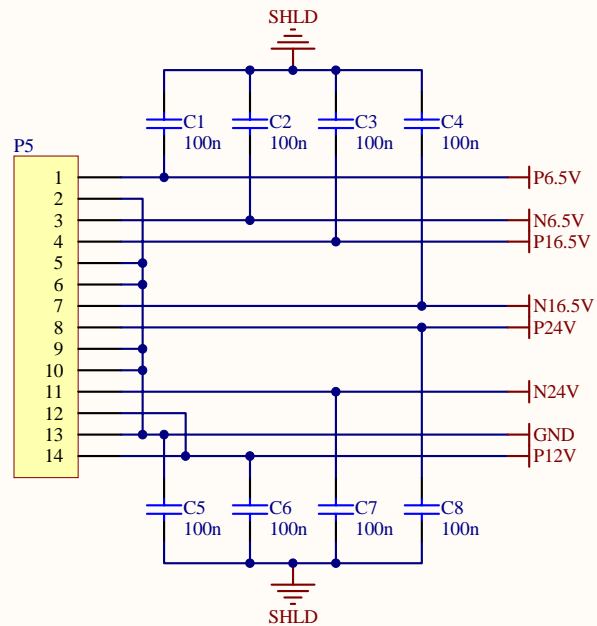 SHLD
C1 C2 C3 C4
100n 100n 100n 100n
P5
1 P6.5V
2
3 N6.5V
4 P16.5V
5
6
7 N16.5V
8 P24V
9
10
11 N24V
12
13 GND
14 P12V
C5 C6 C7 C8
100n 100n 100n 100n
SHLD